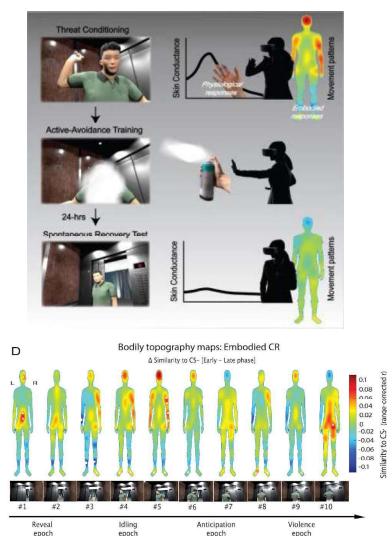 Threat Conditioning
Skin Conductance
Physiological
responses
Embodied
responses
Movement patterns
Active-Avoidance Training
24-hrs
Spontaneous Recovery Test
Skin Conductance
Movement patterns
D
Bodily topography maps: Embodied CR
Δ Similarity to CS- [Early – Late phase]
L R
0.1
0.08
0.06
0.04
0.02
0
-0.02
-0.04
-0.06
-0.08
-0.1
Similarity to CS- (range-corrected r)
#1 #2 #3 #4 #5 #6 #7 #8 #9 #10
Reveal
epoch
Idling
epoch
Anticipation
epoch
Violence
epoch